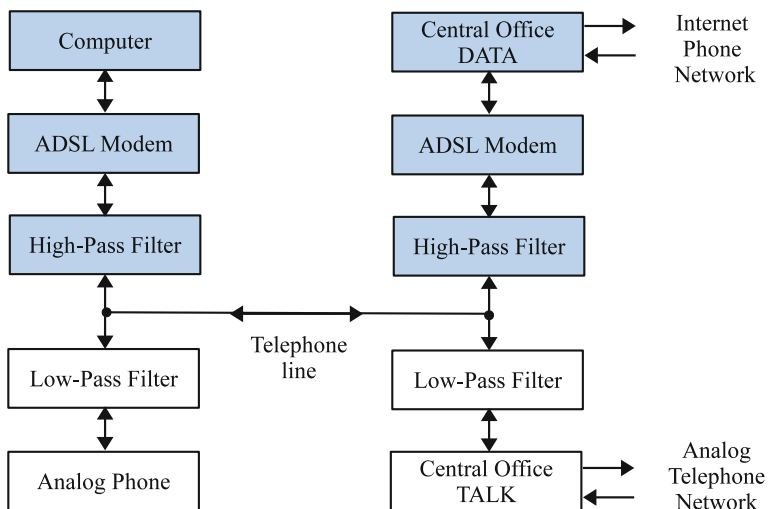 Computer
ADSL Modem
High-Pass Filter
Low-Pass Filter
Analog Phone
Telephone
line
Central Office
DATA
ADSL Modem
High-Pass Filter
Low-Pass Filter
Central Office
TALK
Internet
Phone
Network
Analog
Telephone
Network